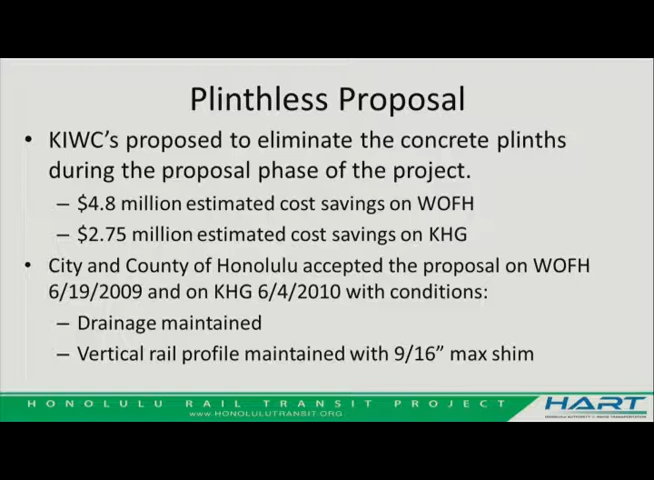 Plinthless Proposal
• KIWC's proposed to eliminate the concrete plinths
during the proposal phase of the project.
– $4.8 million estimated cost savings on WOFH
– $2.75 million estimated cost savings on KHG
• City and County of Honolulu accepted the proposal on WOFH
6/19/2009 and on KHG 6/4/2010 with conditions:
– Drainage maintained
– Vertical rail profile maintained with 9/16" max shim
HONOLULU RAIL TRANSIT PROJECT
www.HONOLULUTRANSIT.ORG
HART